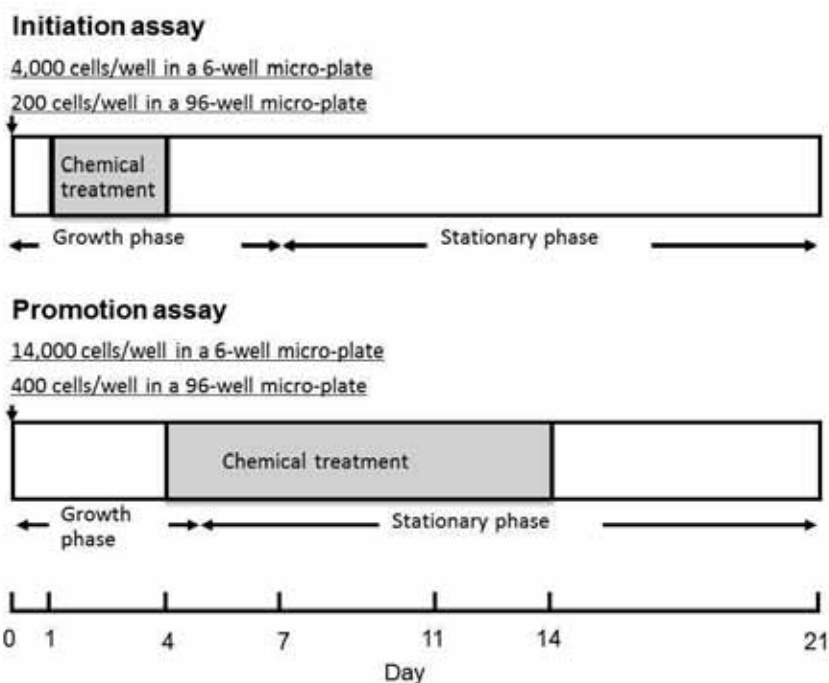 Initiation assay
4,000 cells/well in a 6-well micro-plate
200 cells/well in a 96-well micro-plate
Chemical
treatment
Growth phase
Stationary phase
Promotion assay
14,000 cells/well in a 6-well micro-plate
400 cells/well in a 96-well micro-plate
Chemical treatment
Growth
phase
Stationary phase
0 1 4 7 11 14 21
Day